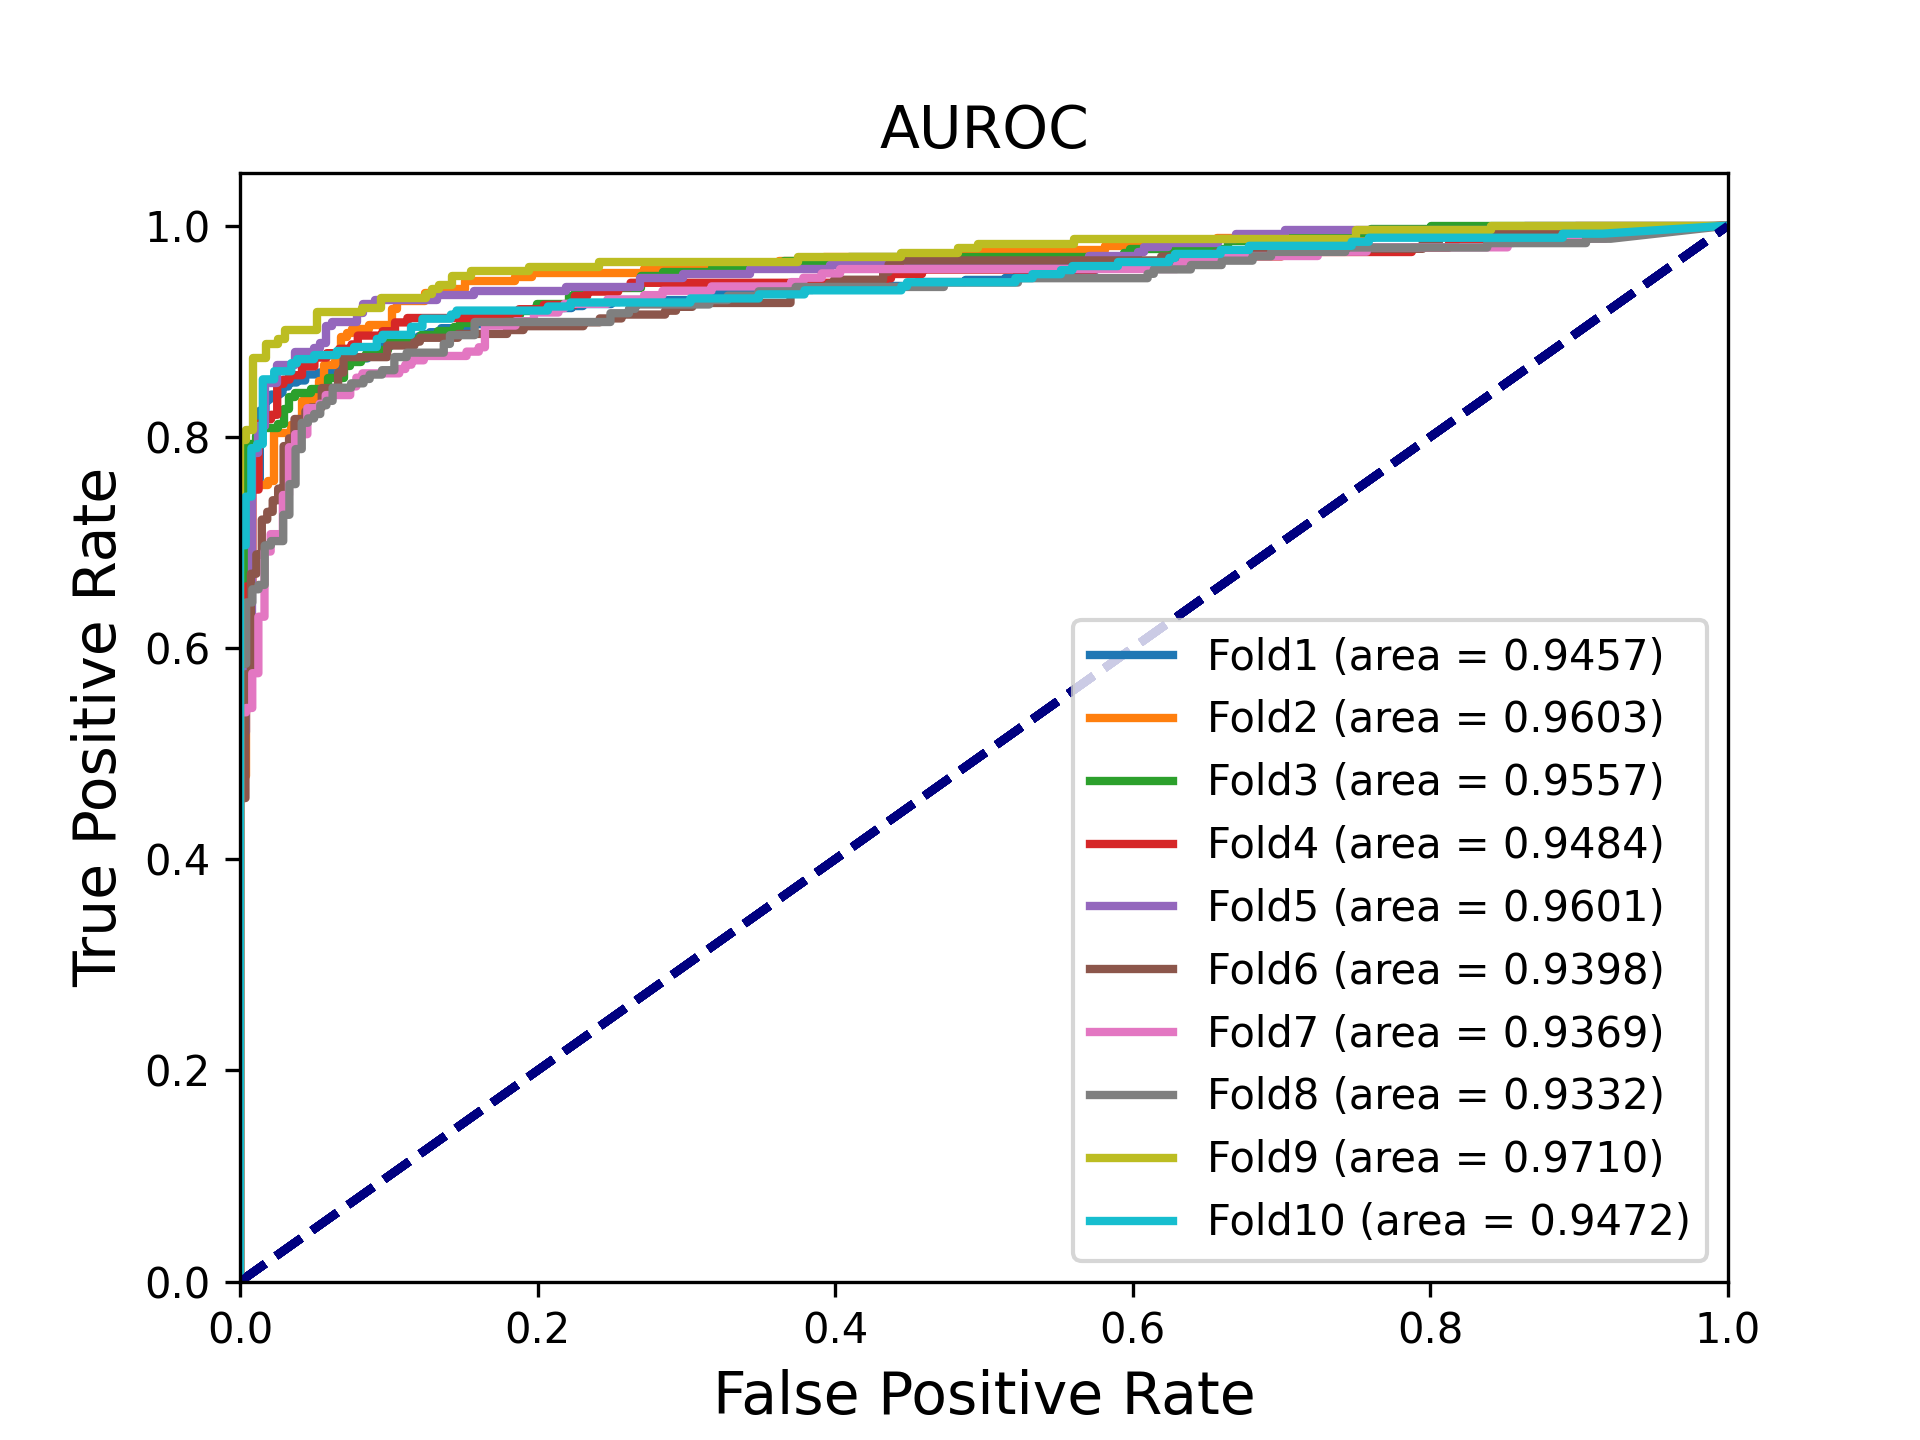 AUROC
True Positive Rate
1.0
0.8
0.6
0.4
0.2
0.0
Fold1 (area = 0.9457)
Fold2 (area = 0.9603)
Fold3 (area = 0.9557)
Fold4 (area = 0.9484)
Fold5 (area = 0.9601)
Fold6 (area = 0.9398)
Fold7 (area = 0.9369)
Fold8 (area = 0.9332)
Fold9 (area = 0.9710)
Fold10 (area = 0.9472)
0.0 0.2 0.4 0.6 0.8 1.0
False Positive Rate